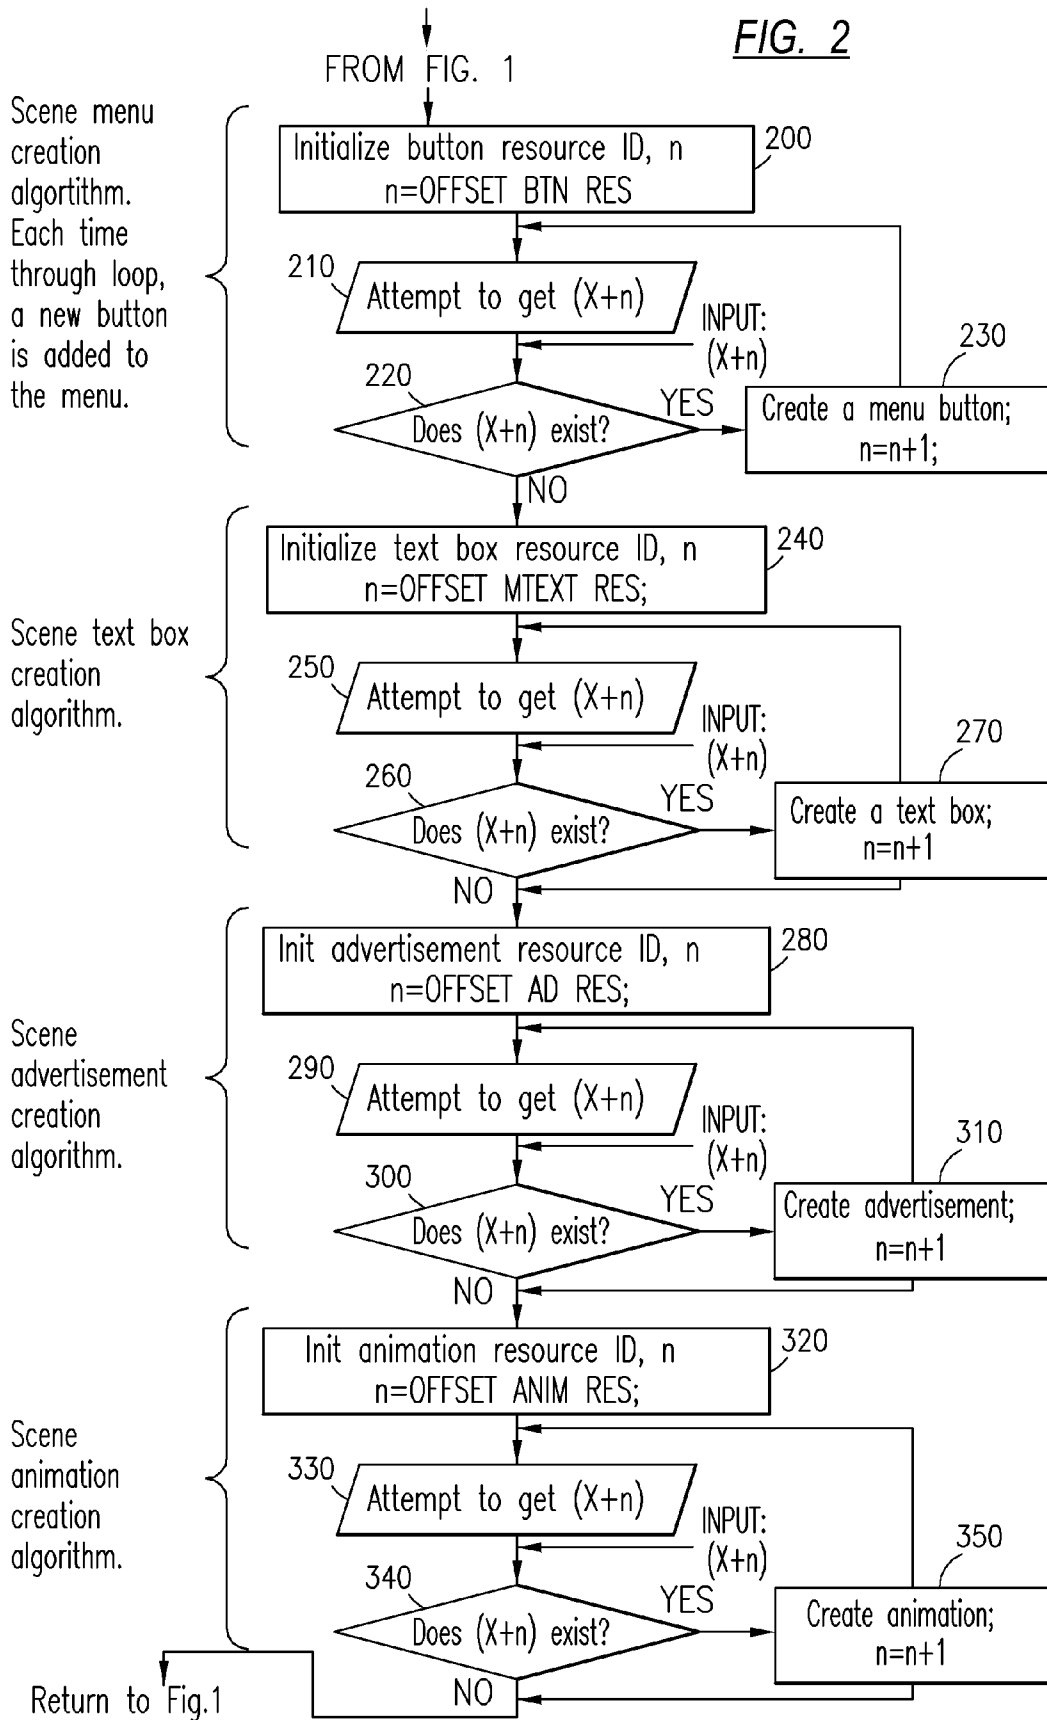 FIG. 2
FROM FIG. 1
Scene menu
creation
algortithm.
Each time
through loop,
a new button
is added to
the menu.
Initialize button resource ID, n
n=OFFSET BTN RES
200
210
Attempt to get (X+n)
INPUT:
(X+n)
220
Does (X+n) exist?
YES
230
Create a menu button;
n=n+1;
NO
Scene text box
creation
algorithm.
Initialize text box resource ID, n
n=OFFSET MTEXT RES;
240
250
Attempt to get (X+n)
INPUT:
(X+n)
260
Does (X+n) exist?
YES
270
Create a text box;
n=n+1
NO
Scene
advertisement
creation
algorithm.
Init advertisement resource ID, n
n=OFFSET AD RES;
280
290
Attempt to get (X+n)
INPUT:
(X+n)
300
Does (X+n) exist?
YES
310
Create advertisement;
n=n+1
NO
Scene
animation
creation
algorithm.
Init animation resource ID, n
n=OFFSET ANIM RES;
320
330
Attempt to get (X+n)
INPUT:
(X+n)
340
Does (X+n) exist?
YES
350
Create animation;
n=n+1
NO
Return to Fig.1